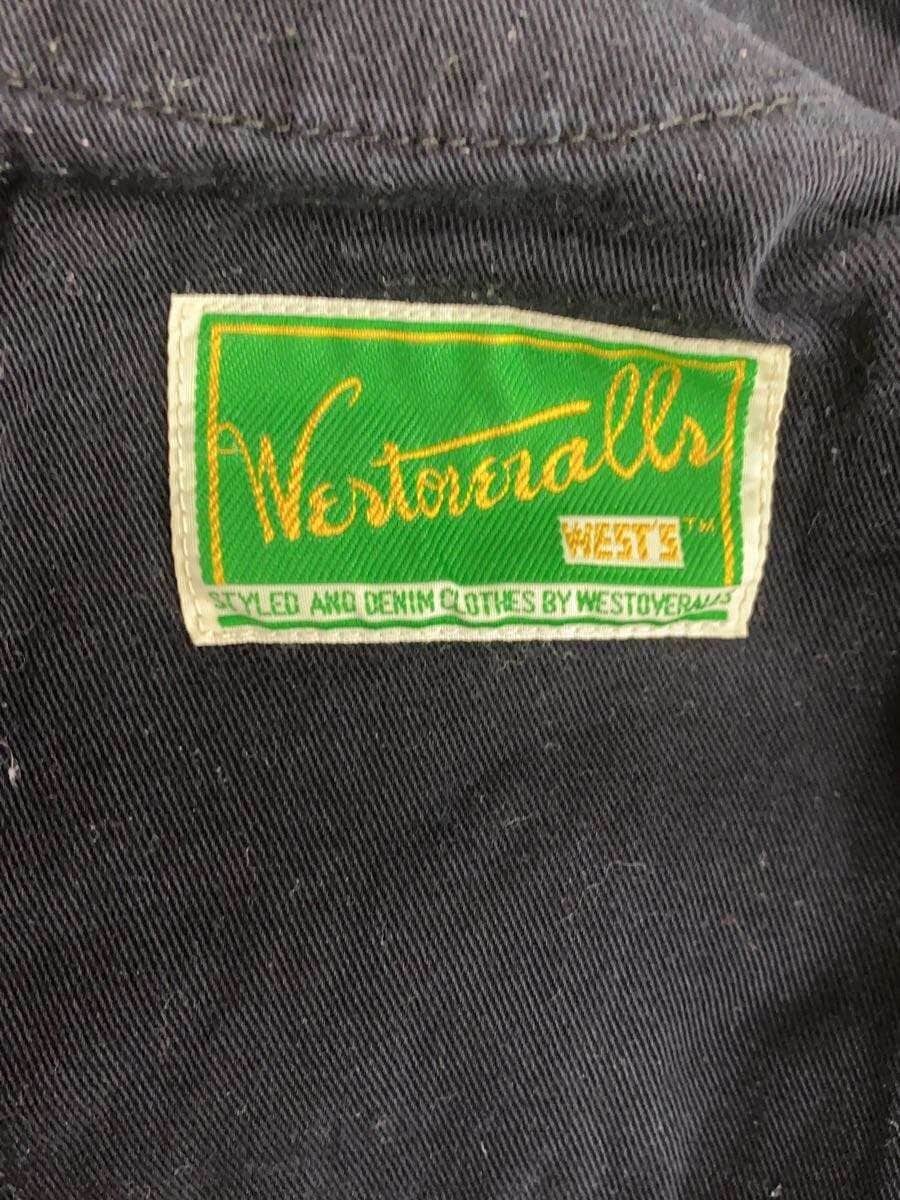 Westoveralls
WEST'S™
STYLED AND DENIM CLOTHES BY WESTOVERALLS